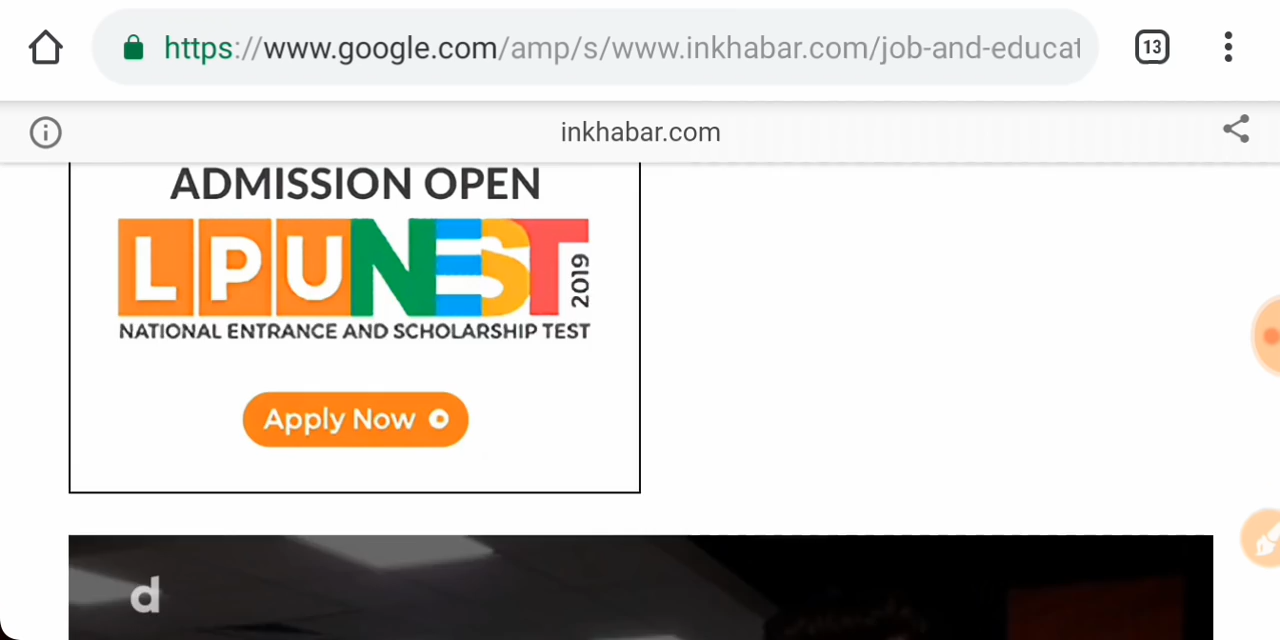 https://www.google.com/amp/s/www.inkhabar.com/job-and-educat
13
inkhabar.com
ADMISSION OPEN
LPUNEST 2019
NATIONAL ENTRANCE AND SCHOLARSHIP TEST
Apply Now
d